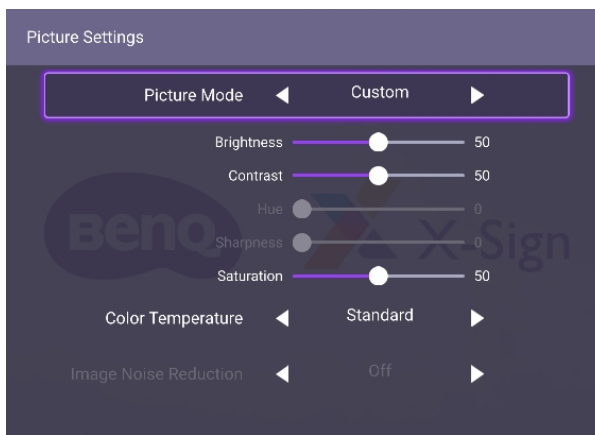 Picture Settings
Picture Mode Custom
Brightness 50
Contrast 50
Hue 0
BenQ X-Sign
Sharpness 0
Saturation 50
Color Temperature Standard
Image Noise Reduction Off